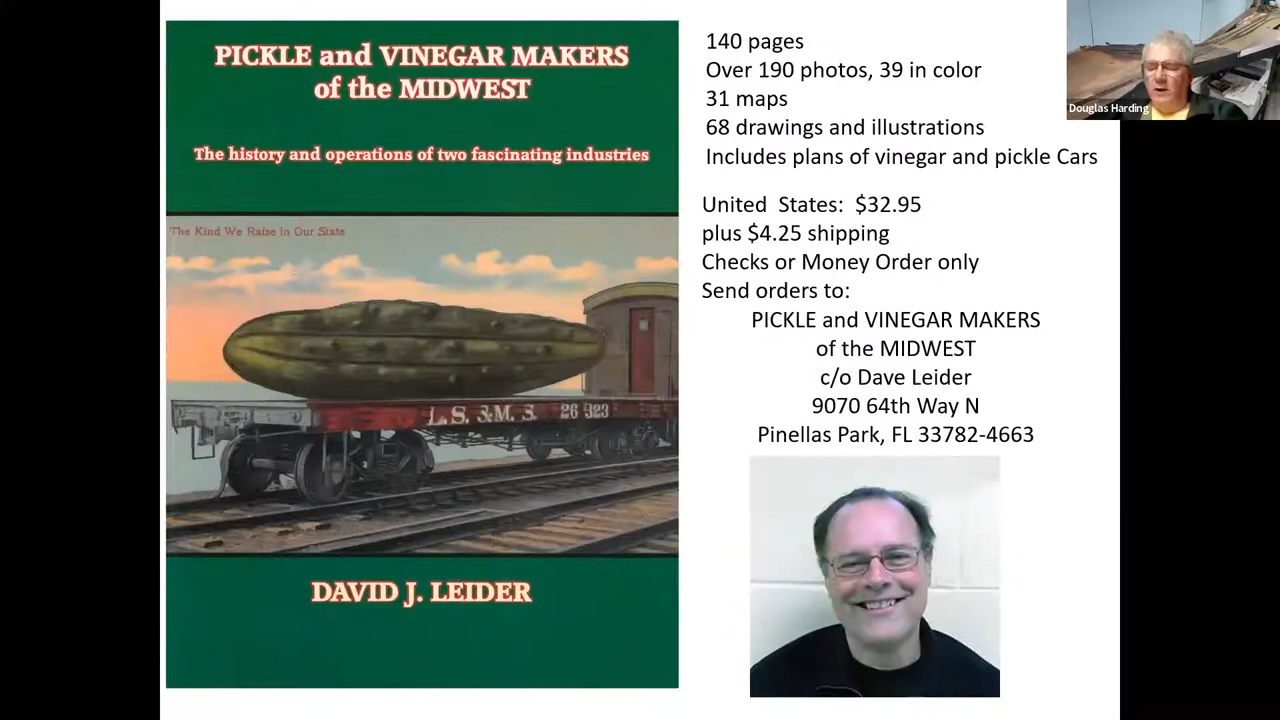 PICKLE and VINEGAR MAKERS
of the MIDWEST
The history and operations of two fascinating industries
The Kind We Raise in Our State
L.S. &M.S. 26 323
DAVID J. LEIDER
140 pages
Over 190 photos, 39 in color
31 maps
68 drawings and illustrations
Includes plans of vinegar and pickle Cars
United States: $32.95
plus $4.25 shipping
Checks or Money Order only
Send orders to:
PICKLE and VINEGAR MAKERS
of the MIDWEST
c/o Dave Leider
9070 64th Way N
Pinellas Park, FL 33782-4663
Douglas Harding